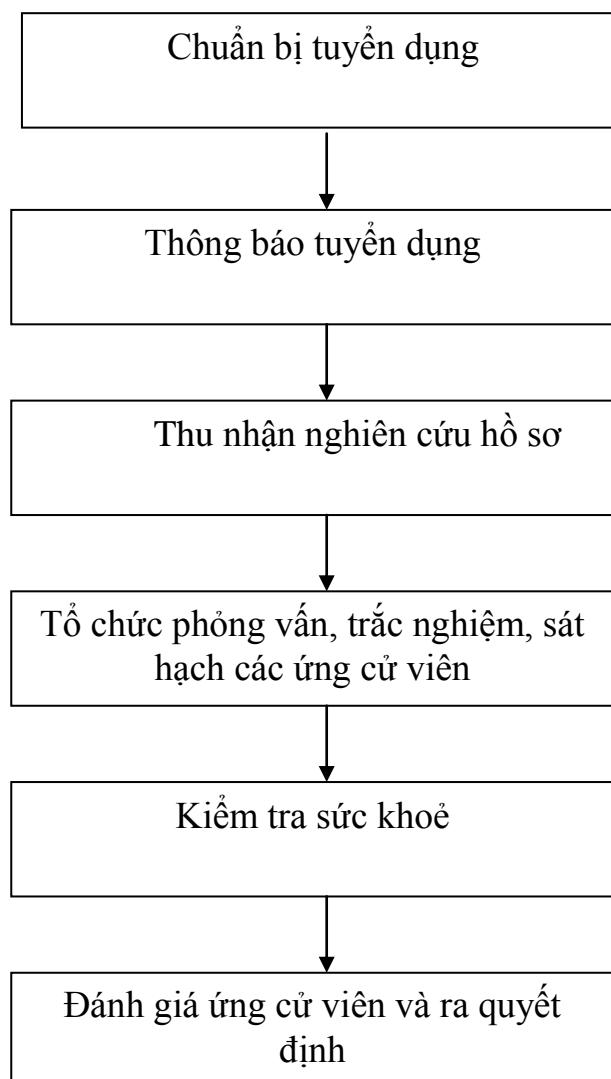 Chuẩn bị tuyển dụng
Thông báo tuyển dụng
Thu nhận nghiên cứu hồ sơ
Tổ chức phỏng vấn, trắc nghiệm, sát
hạch các ứng cử viên
Kiểm tra sức khoẻ
Đánh giá ứng cử viên và ra quyết
định